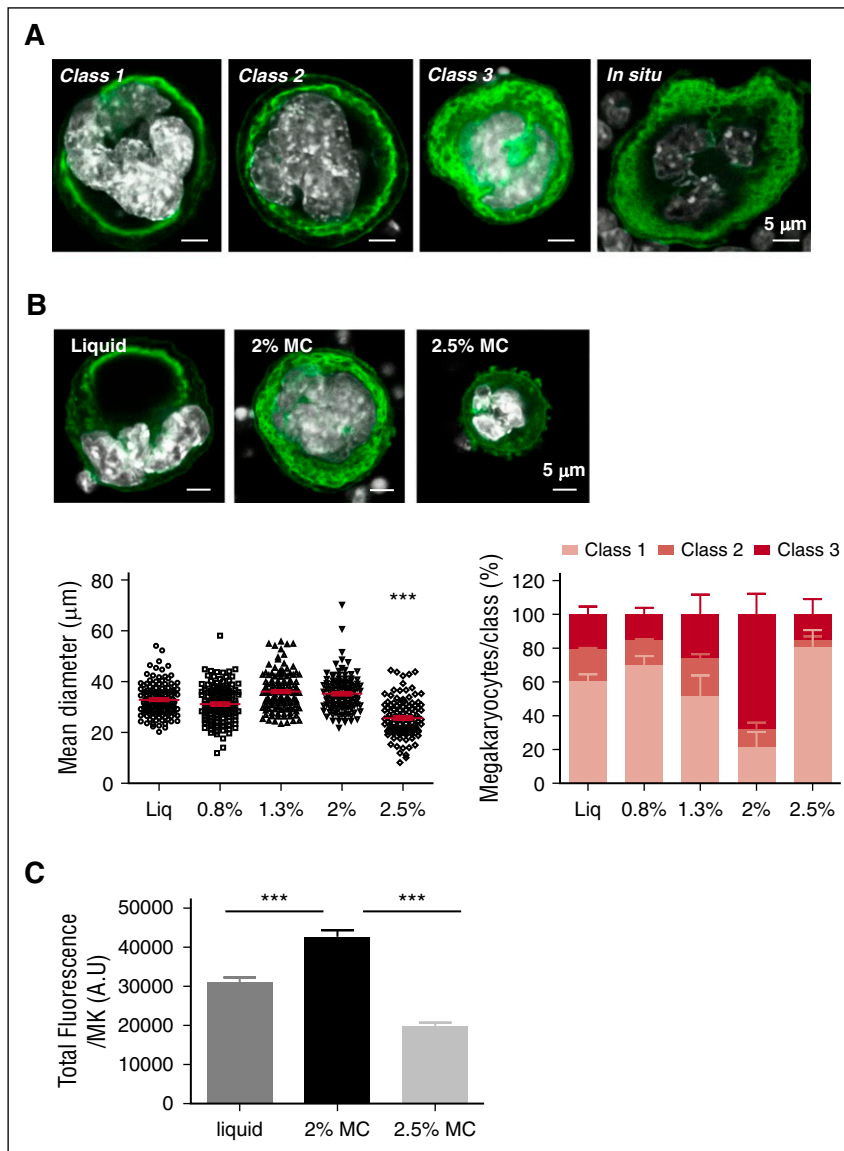 A
Class 1 Class 2 Class 3 In situ
5 μm
B
Liquid 2% MC 2.5% MC
5 μm
Mean diameter (μm)
80
60
40
20
0
***
Liq 0.8% 1.3% 2% 2.5%
Class 1 Class 2 Class 3
Megakaryocytes/class (%)
120
100
80
60
40
20
0
Liq 0.8% 1.3% 2% 2.5%
C
Total Fluorescence
/MK (A.U)
50000
40000
30000
20000
10000
0
*** ***
liquid 2% MC 2.5% MC